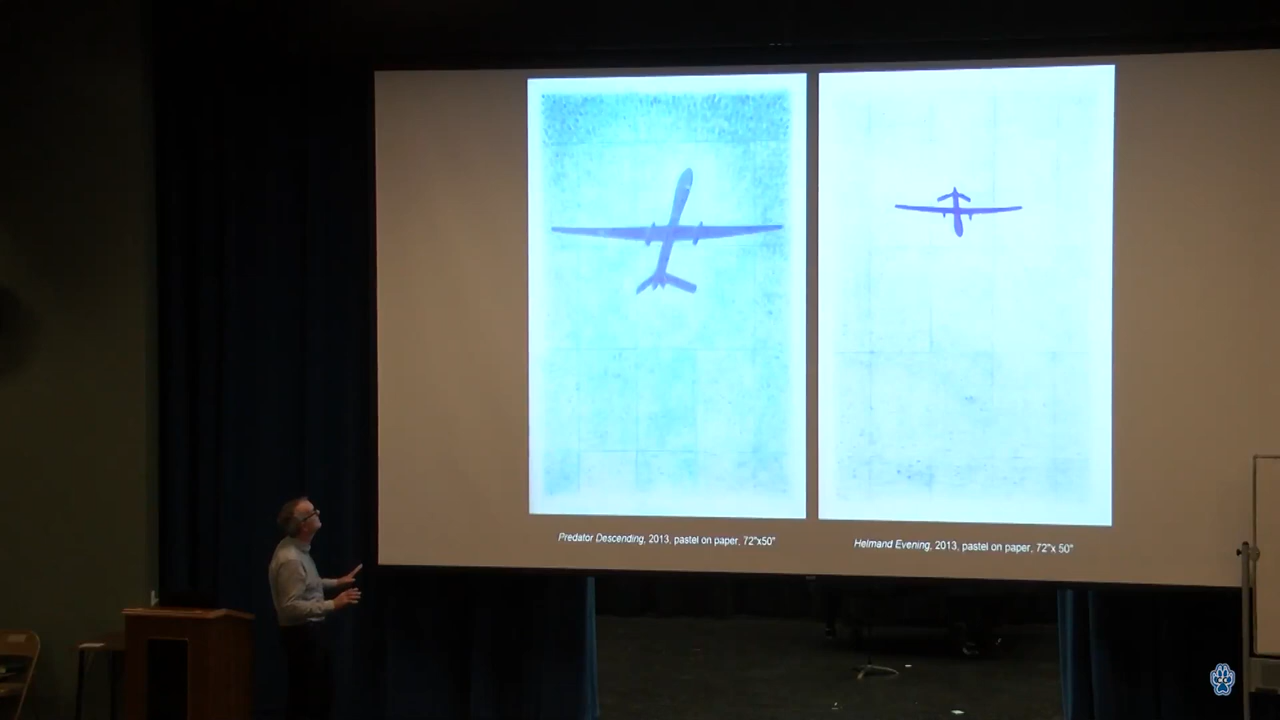 Predator Descending, 2013, pastel on paper, 72"x50"
Helmand Evening, 2013, pastel on paper, 72"x 50"